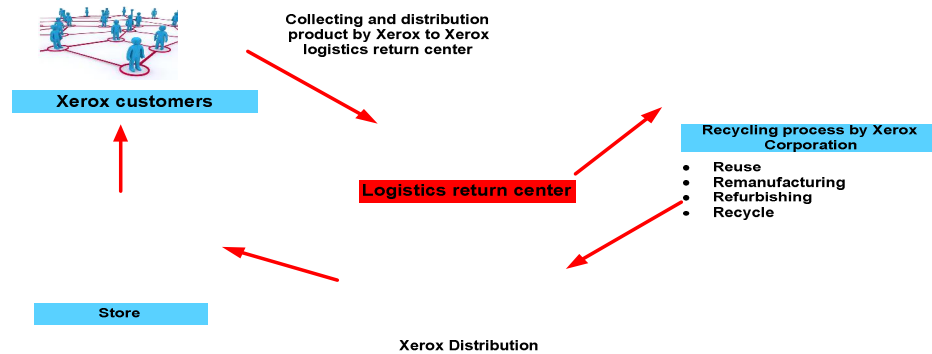 Collecting and distribution
product by Xerox to Xerox
logistics return center
Xerox customers
Recycling process by Xerox
Corporation
Reuse
Remanufacturing
Refurbishing
Recycle
Logistics return center
Store
Xerox Distribution